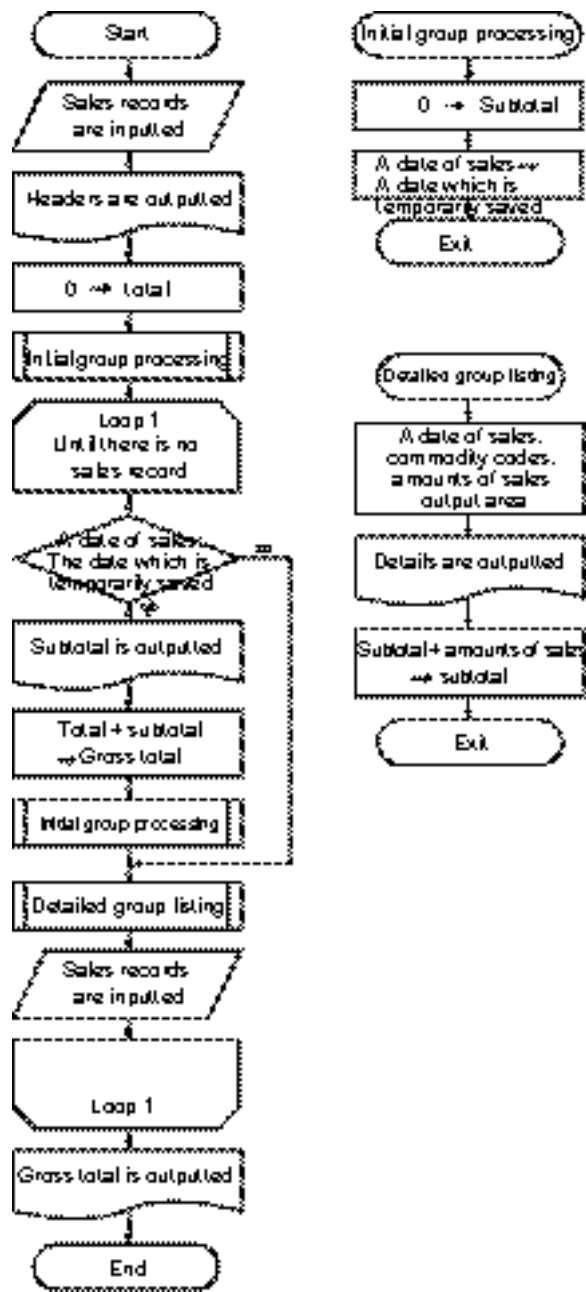 Start
Sales records
are inputted
Headers are outputted
0 → total
Initial group processing
Loop 1
Until there is no
sales record
A date of sales:
The date which is
temporarily saved
Subtotal is outputted
Total + subtotal
→ Gross total
Initial group processing
Detailed group listing
Sales records
are inputted
Loop 1
Gross total is outputted
End
Initial group processing
0 → Subtotal
A date of sales →
A date which is
temporarily saved
Exit
Detailed group listing
A date of sales,
commodity codes,
amounts of sales
output area
Details are outputted
Subtotal + amounts of sales
→ subtotal
Exit